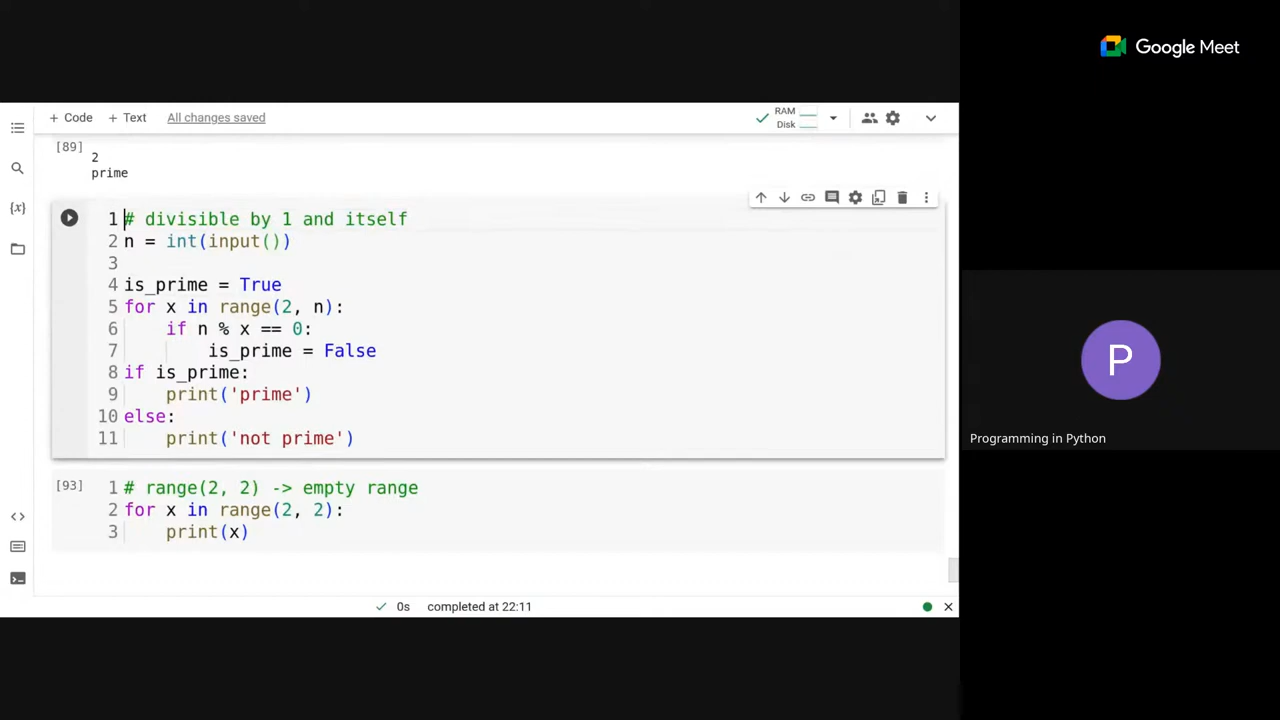 Google Meet
+ Code + Text All changes saved
RAM
Disk
[89]
2
prime
1 # divisible by 1 and itself
2 n = int(input())
3
4 is_prime = True
5 for x in range(2, n):
6 if n % x == 0:
7 is_prime = False
8 if is_prime:
9 print('prime')
10 else:
11 print('not prime')
[93]
1 # range(2, 2) -> empty range
2 for x in range(2, 2):
3 print(x)
0s completed at 22:11
P
Programming in Python
{x}